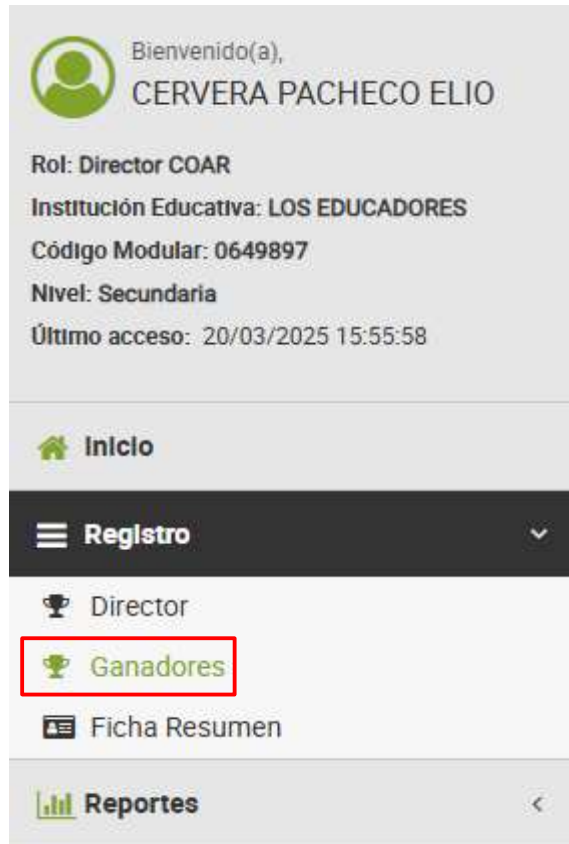 Bienvenido(a),
CERVERA PACHECO ELIO
Rol: Director COAR
Institución Educativa: LOS EDUCADORES
Código Modular: 0649897
Nivel: Secundaria
Último acceso: 20/03/2025 15:55:58
Inicio
Registro
Director
Ganadores
Ficha Resumen
Reportes